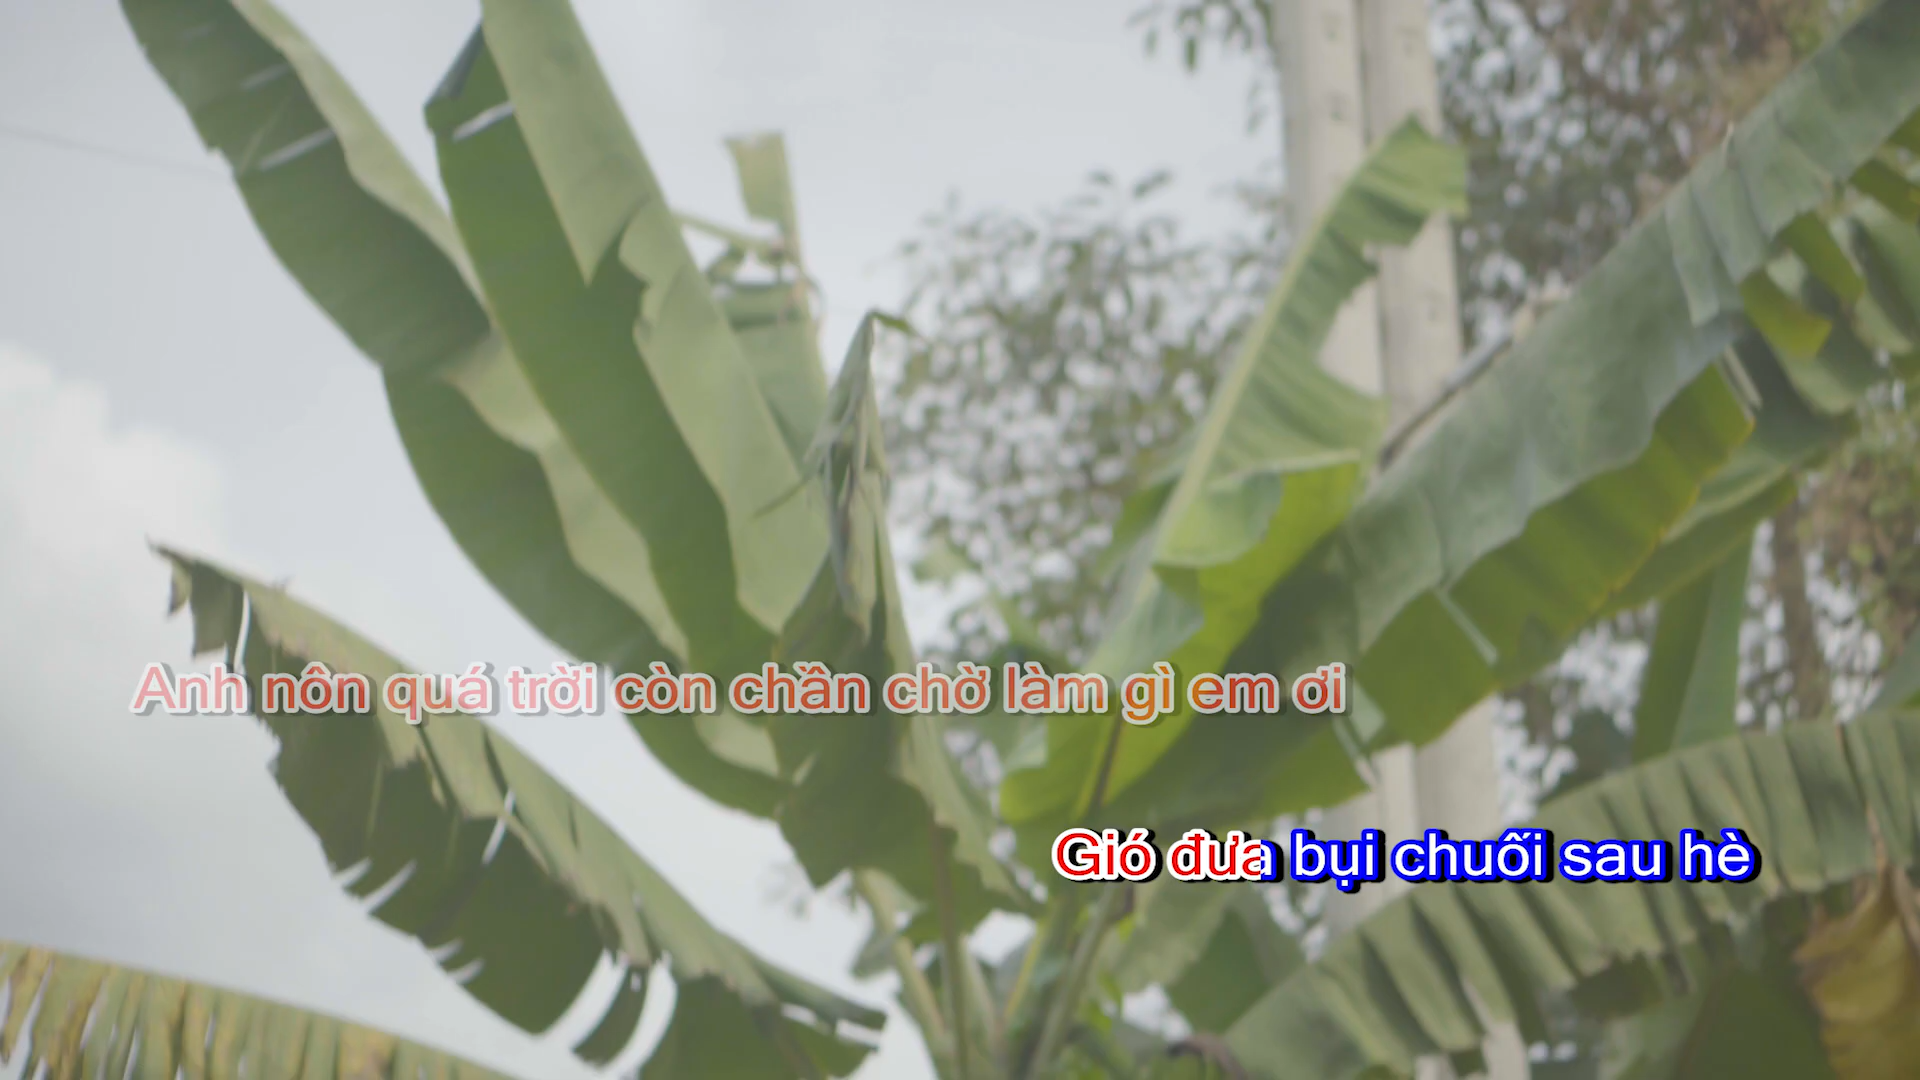 Anh nôn quá trời còn chần chờ làm gì em ơi
Gió đưa bụi chuối sau hè